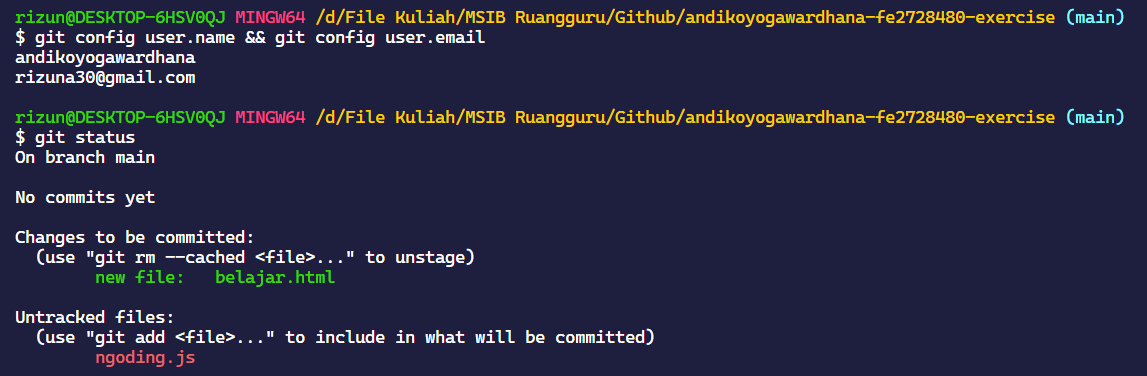 rizun@DESKTOP-6HSV0QJ MINGW64 /d/File Kuliah/MSIB Ruangguru/Github/andikoyogawardhana-fe2728480-exercise (main)
$ git config user.name && git config user.email
andikoyogawardhana
rizuna30@gmail.com
rizun@DESKTOP-6HSV0QJ MINGW64 /d/File Kuliah/MSIB Ruangguru/Github/andikoyogawardhana-fe2728480-exercise (main)
$ git status
On branch main
No commits yet
Changes to be committed:
(use "git rm --cached <file>..." to unstage)
new file:   belajar.html
Untracked files:
(use "git add <file>..." to include in what will be committed)
ngoding.js